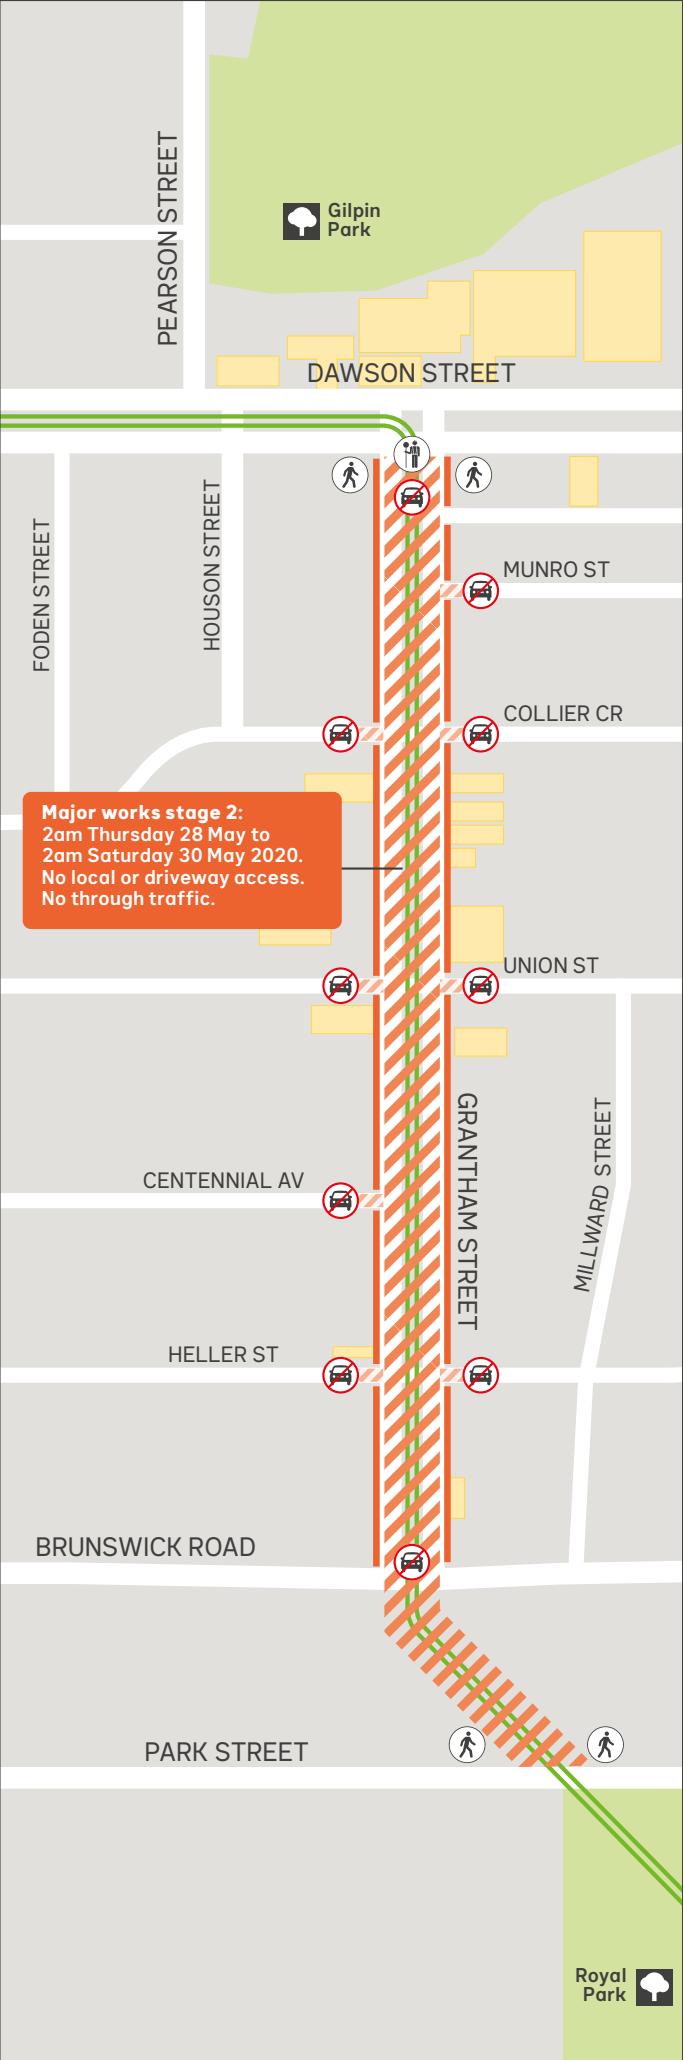 PEARSON STREET
Gilpin
Park
DAWSON STREET
FODEN STREET
HOUSON STREET
MUNRO ST
COLLIER CR
Major works stage 2:
2am Thursday 28 May to
2am Saturday 30 May 2020.
No local or driveway access.
No through traffic.
UNION ST
GRANTHAM STREET
MILLWARD STREET
CENTENNIAL AV
HELLER ST
BRUNSWICK ROAD
PARK STREET
Royal
Park